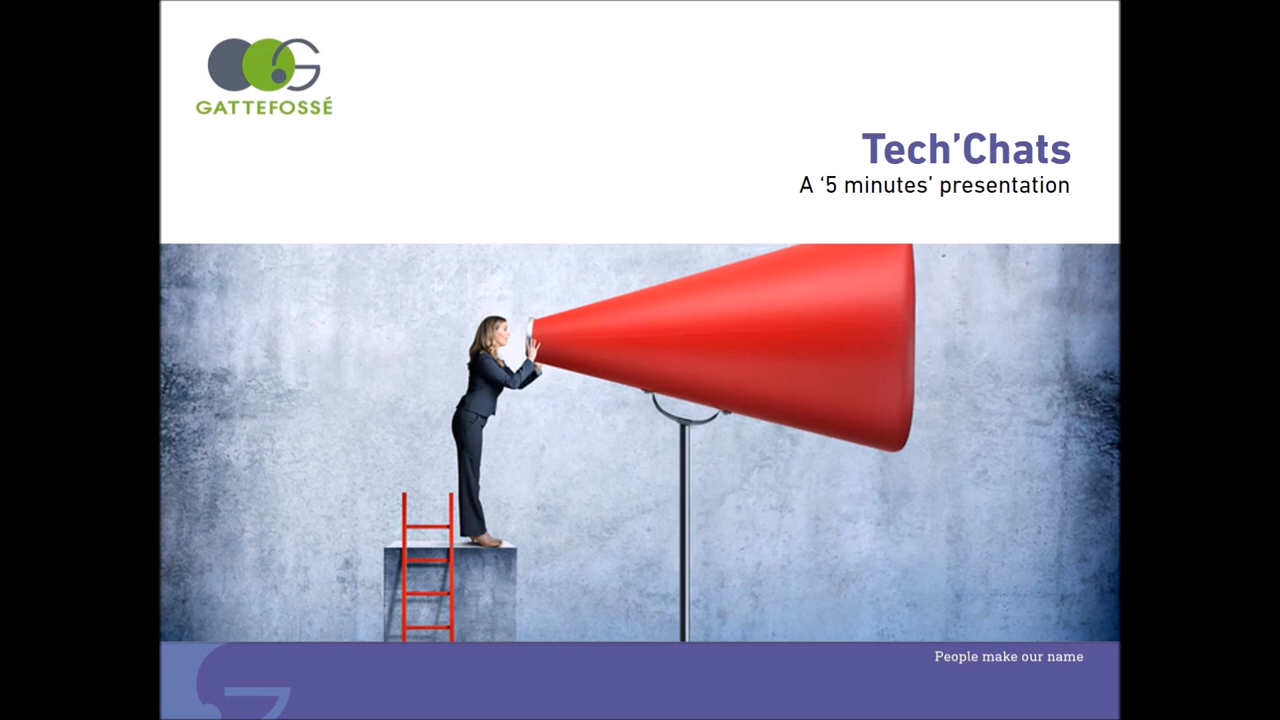 GATTEFOSSÉ
Tech’Chats
A ‘5 minutes’ presentation
People make our name